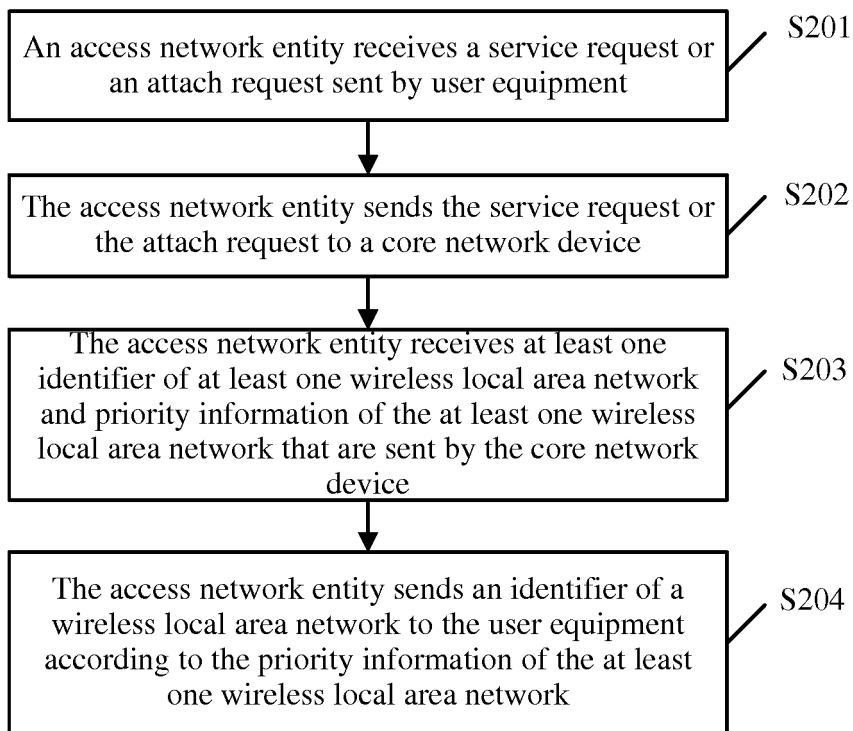 An access network entity receives a service request or
an attach request sent by user equipment
S201
The access network entity sends the service request or
the attach request to a core network device
S202
The access network entity receives at least one
identifier of at least one wireless local area network
and priority information of the at least one wireless
local area network that are sent by the core network
device
S203
The access network entity sends an identifier of a
wireless local area network to the user equipment
according to the priority information of the at least
one wireless local area network
S204